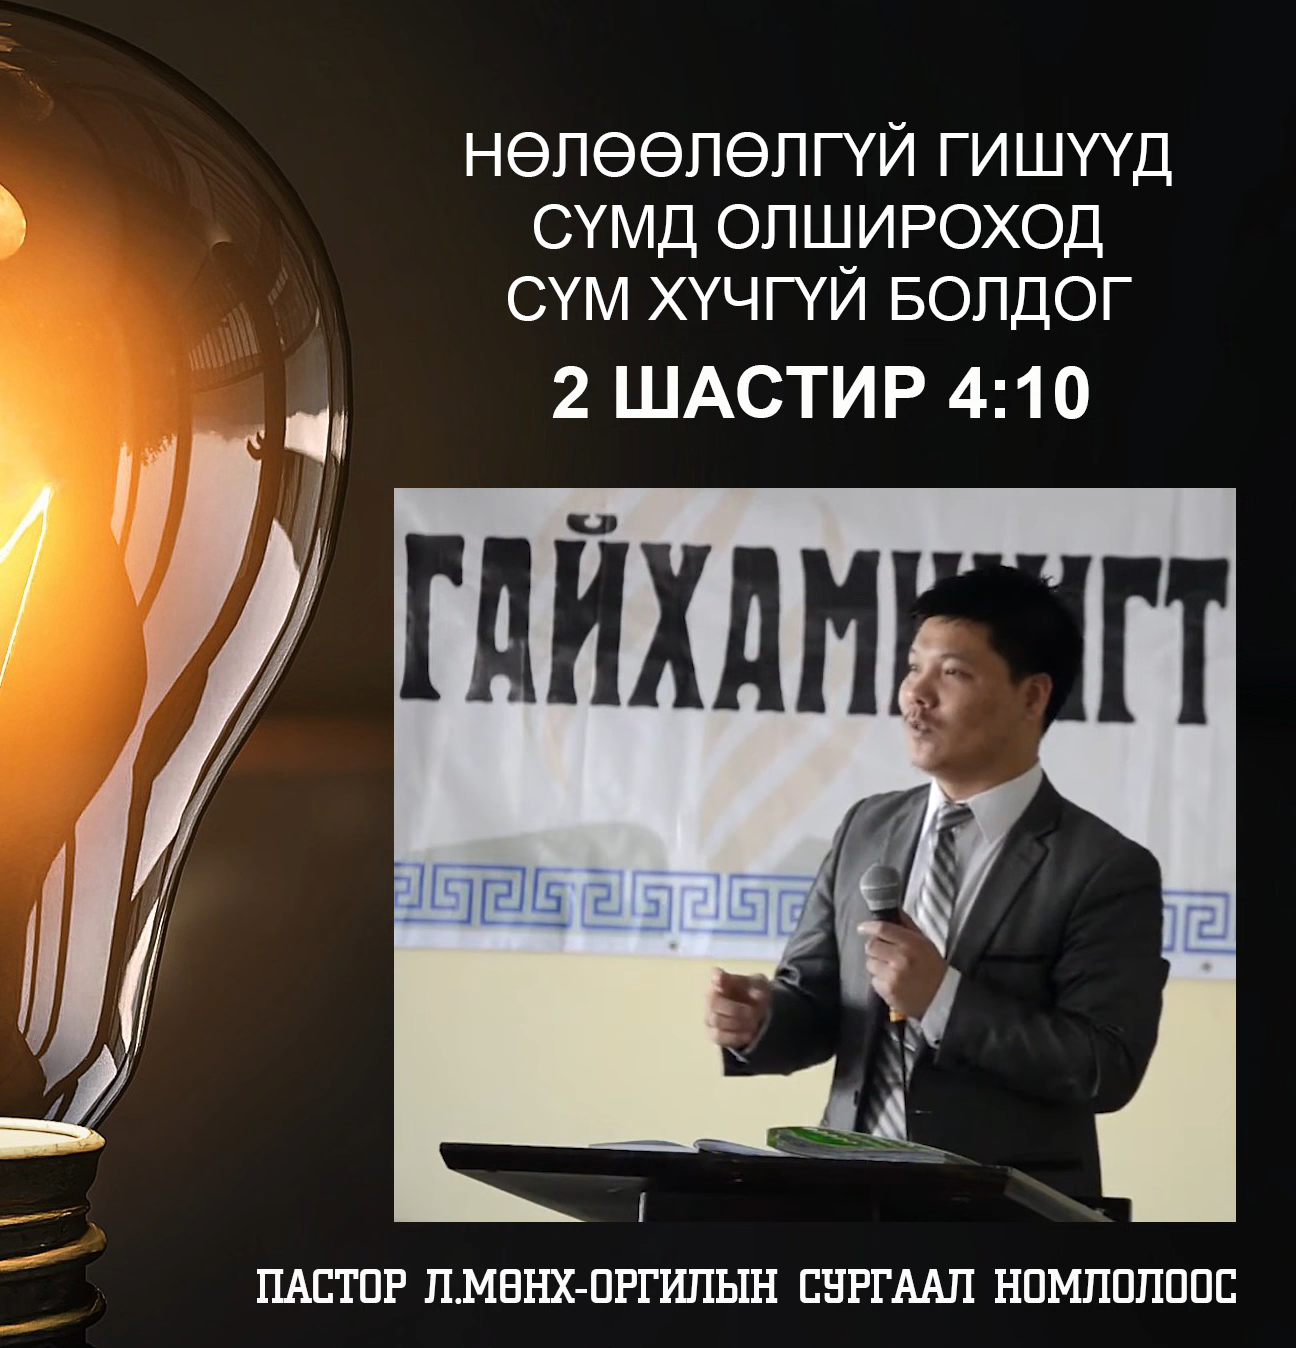 НӨЛӨӨЛӨЛГҮЙ ГИШҮҮД
СҮМД ОЛШИРОХОД
СҮМ ХҮЧГҮЙ БОЛДОГ
2 ШАСТИР 4:10
ПАСТОР Л.МӨНХ-ОРГИЛЫН СУРГААЛ НОМЛОЛООС